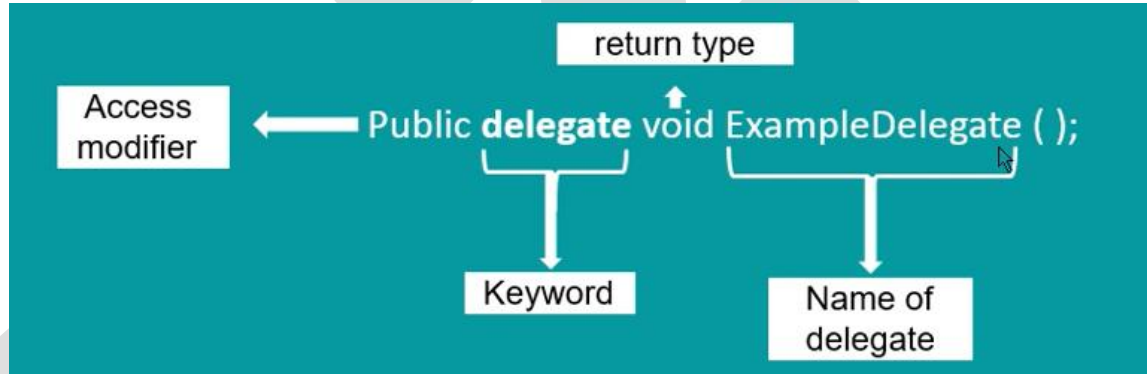 return type
Access
modifier
Public delegate void ExampleDelegate ( );
Keyword
Name of
delegate